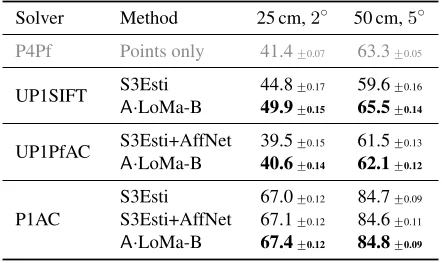 Solver Method 25 cm, 2° 50 cm, 5°
P4Pf Points only 41.4 ±0.07 63.3 ±0.05
S3Esti 44.8 ±0.17 59.6 ±0.16
UP1SIFT
A·LoMa-B 49.9 ±0.15 65.5 ±0.14
S3Esti+AffNet 39.5 ±0.15 61.5 ±0.13
UP1PfAC
A·LoMa-B 40.6 ±0.14 62.1 ±0.12
S3Esti 67.0 ±0.12 84.7 ±0.09
P1AC S3Esti+AffNet 67.1 ±0.12 84.6 ±0.11
A·LoMa-B 67.4 ±0.12 84.8 ±0.09